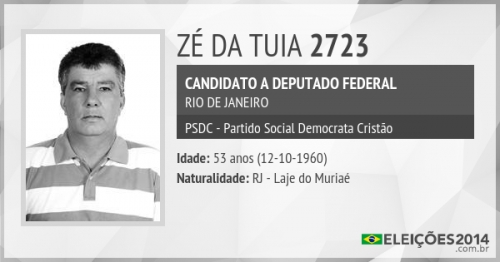 ZÉ DA TUIA 2723
CANDIDATO A DEPUTADO FEDERAL
RIO DE JANEIRO
PSDC - Partido Social Democrata Cristão
Idade: 53 anos (12-10-1960)
Naturalidade: RJ - Laje do Muriaé
ELEIÇÕES2014
.com.br